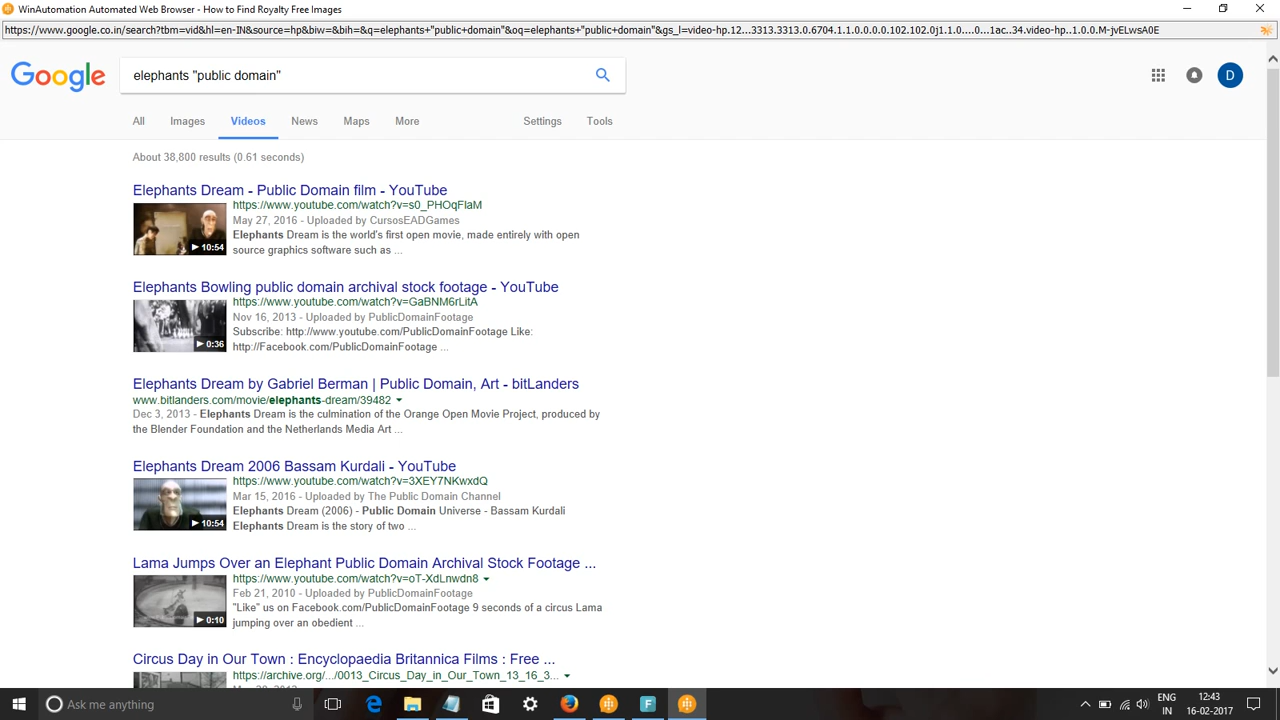 WinAutomation Automated Web Browser - How to Find Royalty Free Images
https://www.google.co.in/search?tbm=vid&hl=en-IN&source=hp&biw=&bih=&q=elephants+"public+domain"&oq=elephants+"public+domain"&gs_l=video-hp.12...3313.3313.0.6704.1.1.0.0.0.0.102.102.0j1.1.0....0...1ac..34.video-hp..1.0.0.M-jvELwsA0E
Google
elephants "public domain"
D
All Images Videos News Maps More Settings Tools
About 38,800 results (0.61 seconds)
Elephants Dream - Public Domain film - YouTube
https://www.youtube.com/watch?v=s0_PHOqFlaM
May 27, 2016 - Uploaded by CursosEADGames
Elephants Dream is the world's first open movie, made entirely with open
source graphics software such as ...
10:54
Elephants Bowling public domain archival stock footage - YouTube
https://www.youtube.com/watch?v=GaBNM6rLitA
Nov 16, 2013 - Uploaded by PublicDomainFootage
Subscribe: http://www.youtube.com/PublicDomainFootage Like:
http://Facebook.com/PublicDomainFootage ...
0:36
Elephants Dream by Gabriel Berman | Public Domain, Art - bitLanders
www.bitlanders.com/movie/elephants-dream/39482
Dec 3, 2013 - Elephants Dream is the culmination of the Orange Open Movie Project, produced by
the Blender Foundation and the Netherlands Media Art ...
Elephants Dream 2006 Bassam Kurdali - YouTube
https://www.youtube.com/watch?v=3XEY7NKwxdQ
Mar 15, 2016 - Uploaded by The Public Domain Channel
Elephants Dream (2006) - Public Domain Universe - Bassam Kurdali
Elephants Dream is the story of two ...
10:54
Lama Jumps Over an Elephant Public Domain Archival Stock Footage ...
https://www.youtube.com/watch?v=oT-XdLnwdn8
Feb 21, 2010 - Uploaded by PublicDomainFootage
"Like" us on Facebook.com/PublicDomainFootage 9 seconds of a circus Lama
jumping over an obedient ...
0:10
Circus Day in Our Town : Encyclopaedia Britannica Films : Free ...
https://archive.org/.../0013_Circus_Day_in_Our_Town_13_16_3...
Ask me anything
F
ENG
IN
12:43
16-02-2017